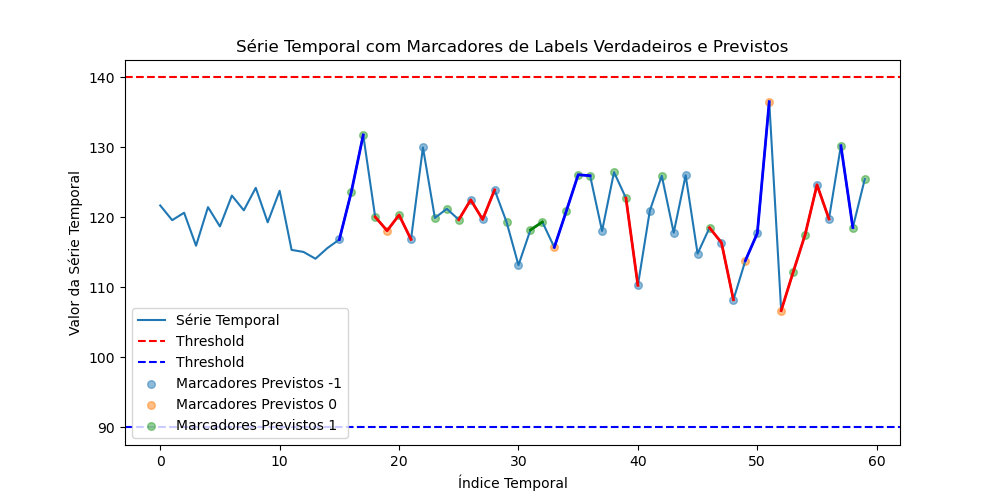 Série Temporal com Marcadores de Labels Verdadeiros e Previstos
Valor da Série Temporal
140
130
120
110
100
90
Série Temporal
Threshold
Threshold
Marcadores Previstos -1
Marcadores Previstos 0
Marcadores Previstos 1
0
10
20
30
40
50
60
Índice Temporal